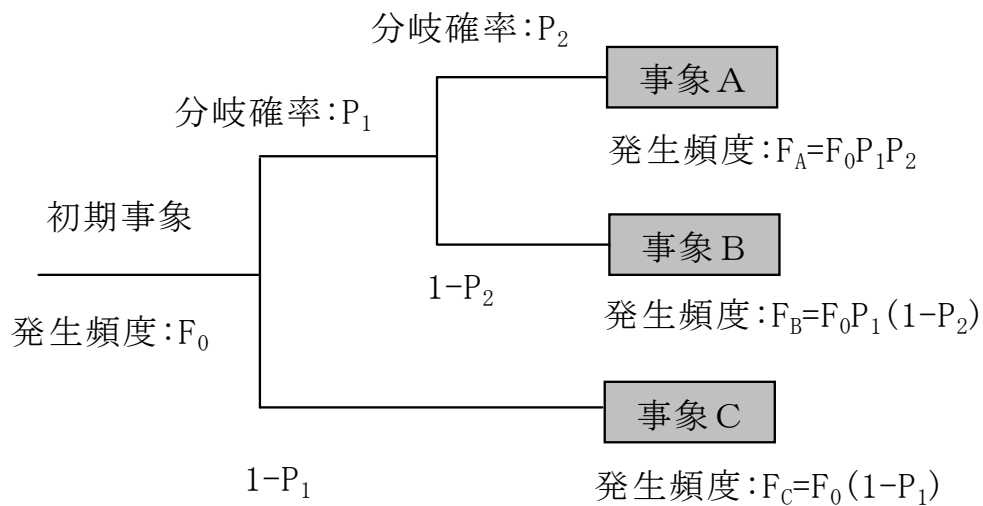 分岐確率：P₂
事象Ａ
分岐確率：P₁
発生頻度：F_A=F₀P₁P₂
初期事象
事象Ｂ
1-P₂
発生頻度：F₀
発生頻度：F_B=F₀P₁(1-P₂)
事象Ｃ
1-P₁
発生頻度：F_C=F₀(1-P₁)